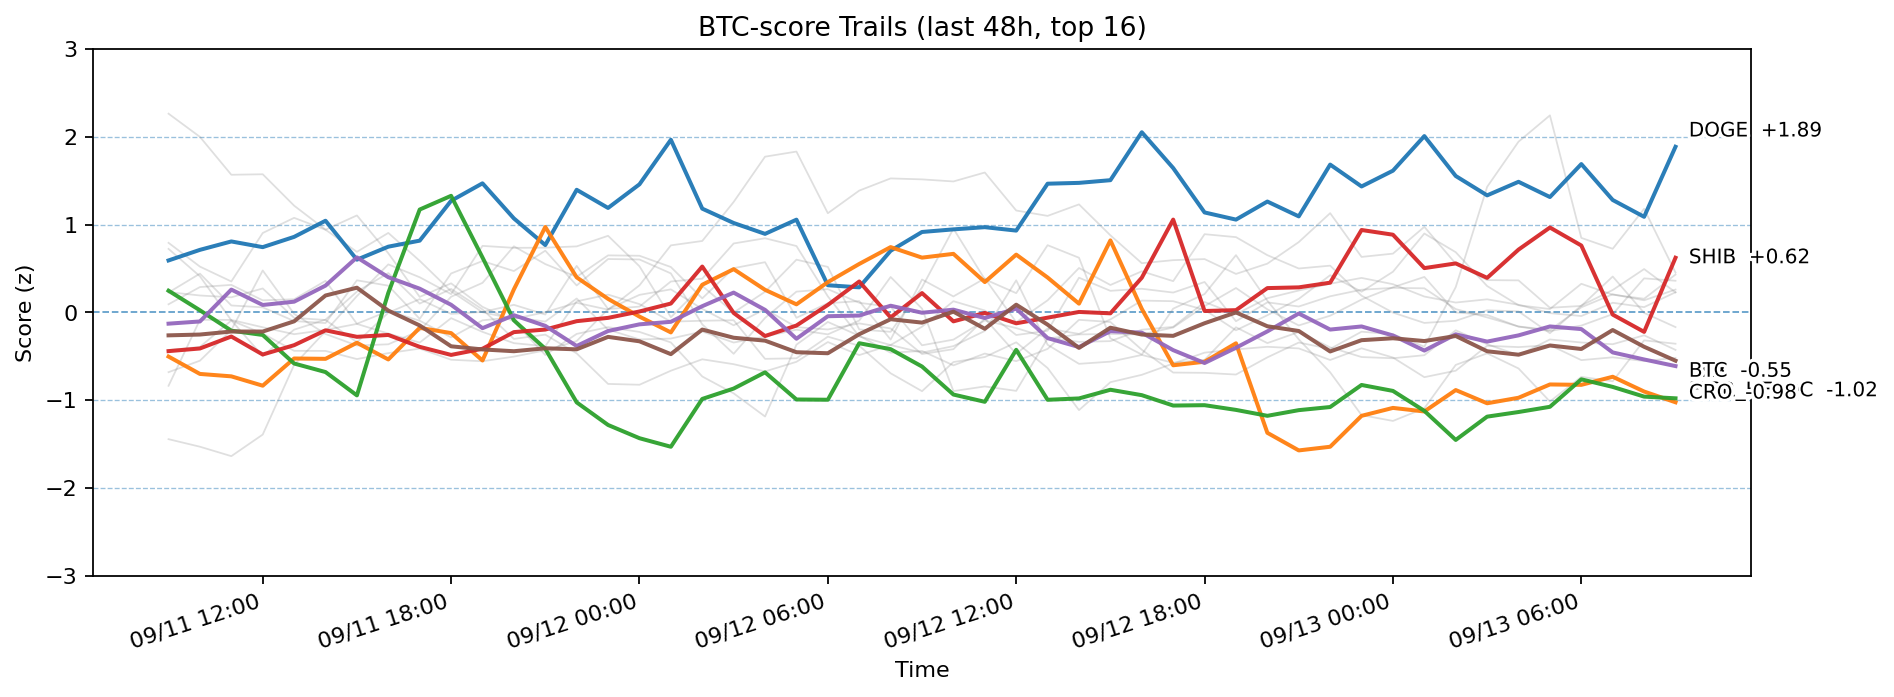 BTC-score Trails (last 48h, top 16)
Score (z)
3
2
1
0
−1
−2
−3
DOGE +1.89
SHIB +0.62
BTC -0.55
CRO -0.98
C -1.02
09/11 12:00
09/11 18:00
09/12 00:00
09/12 06:00
09/12 12:00
09/12 18:00
09/13 00:00
09/13 06:00
Time